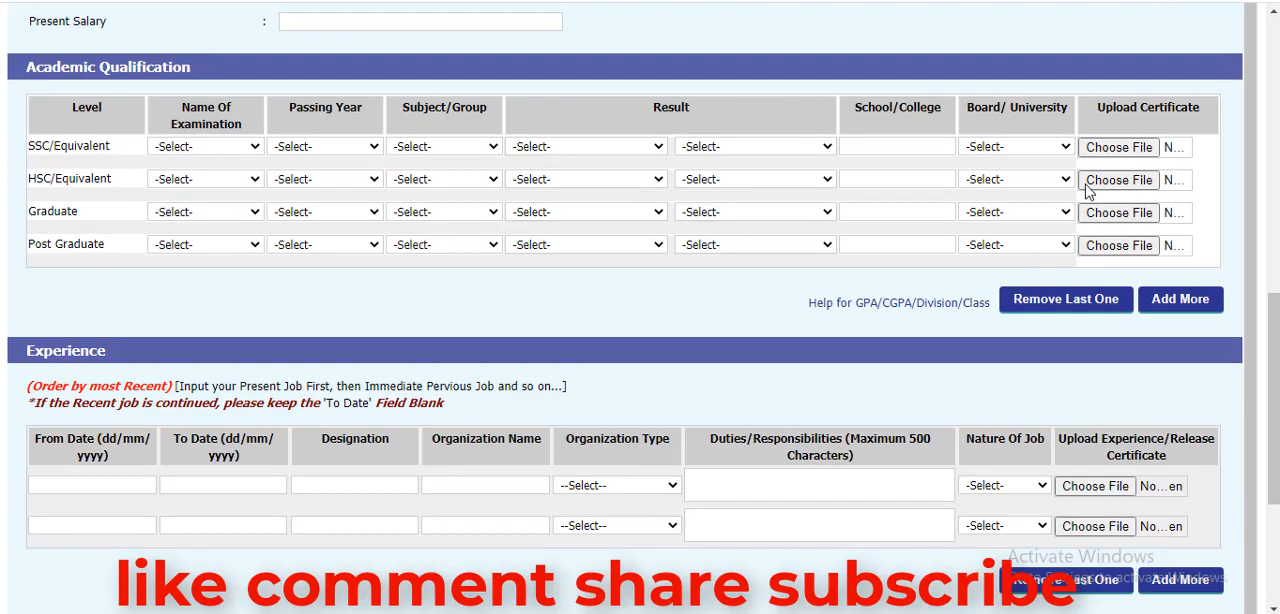 Present Salary :
Academic Qualification
Level Name Of Examination Passing Year Subject/Group Result School/College Board/ University Upload Certificate
SSC/Equivalent -Select- -Select- -Select- -Select- -Select- -Select- Choose File N...
HSC/Equivalent -Select- -Select- -Select- -Select- -Select- -Select- Choose File N...
Graduate -Select- -Select- -Select- -Select- -Select- -Select- Choose File N...
Post Graduate -Select- -Select- -Select- -Select- -Select- -Select- Choose File N...
Help for GPA/CGPA/Division/Class Remove Last One Add More
Experience
(Order by most Recent) [Input your Present Job First, then Immediate Pervious Job and so on...]
*If the Recent job is continued, please keep the 'To Date' Field Blank
From Date (dd/mm/ yyyy) To Date (dd/mm/ yyyy) Designation Organization Name Organization Type Duties/Responsibilities (Maximum 500 Characters) Nature Of Job Upload Experience/Release Certificate
--Select-- -Select- Choose File No...en
--Select-- -Select- Choose File No...en
Activate Windows
like comment share subscribe
Last One Add More